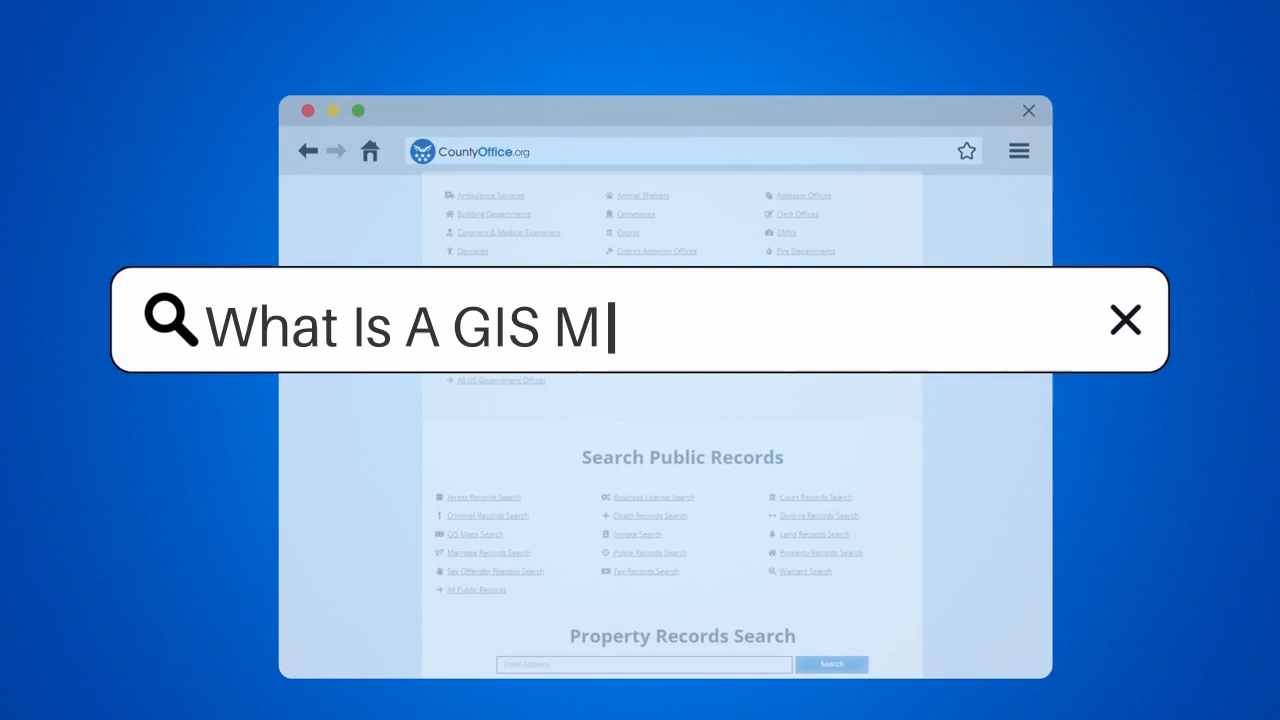 CountyOffice.org
Ambulance Services Animal Shelters Assessor Offices
Building Departments Cemeteries Clerk Offices
Coroners & Medical Examiners Courts DMVs
Daycares District Attorney Offices Fire Departments
What Is A GIS M
All US Government Offices
Search Public Records
Arrest Records Search Business License Search Court Records Search
Criminal Records Search Death Records Search Divorce Records Search
GIS Maps Search Inmate Search Land Records Search
Marriage Records Search Police Records Search Property Records Search
Sex Offender Registry Search Tax Records Search Warrant Search
All Public Records
Property Records Search
Enter Address Search